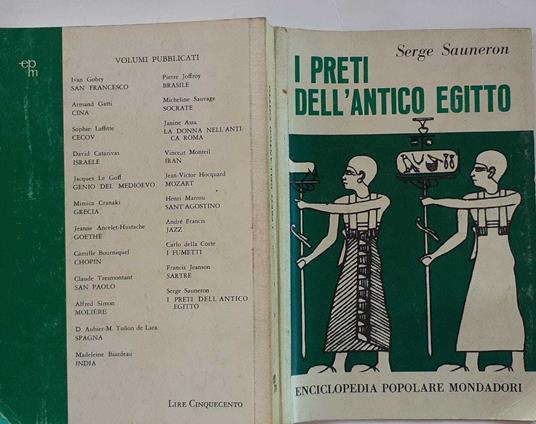 epm
VOLUMI PUBBLICATI
Ivan Gobry
SAN FRANCESCO
Armand Gatti
CINA
Sophie Laffitte
CECOV
David Catarivas
ISRAELE
Jacques Le Goff
GENIO DEL MEDIOEVO
Mimica Cranaki
GRECIA
Jeanne Ancelet-Hustache
GOETHE
Camille Bourniquel
CHOPIN
Claude Tresmontant
SAN PAOLO
Alfred Simon
MOLIÈRE
D. Aubier-M. Tuñon de Lara
SPAGNA
Madeleine Biardeau
INDIA
Pierre Joffroy
BRASILE
Micheline Sauvage
SOCRATE
Janine Assa
LA DONNA NELL'ANTI-
CA ROMA
Vincent Monteil
IRAN
Jean-Victor Hocquard
MOZART
Henri Marrou
SANT'AGOSTINO
André Francis
JAZZ
Carlo della Corte
I FUMETTI
Francis Jeanson
SARTRE
Serge Sauneron
I PRETI DELL'ANTICO
EGITTO
LIRE CINQUECENTO
I PRETI DELL'ANTICO EGITTO
Serge Sauneron
I PRETI
DELL'ANTICO EGITTO
ENCICLOPEDIA POPOLARE MONDADORI